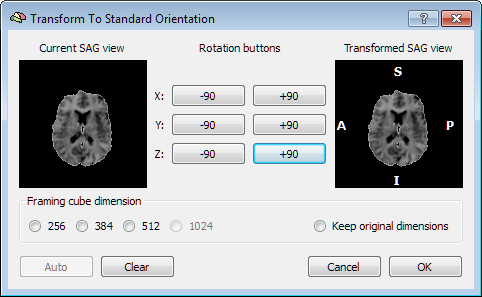 Transform To Standard Orientation
?
Current SAG view Rotation buttons Transformed SAG view
S
X: -90 +90
A Y: -90 +90 P
Z: -90 +90
I
Framing cube dimension
256 384 512 1024 Keep original dimensions
Auto Clear Cancel OK